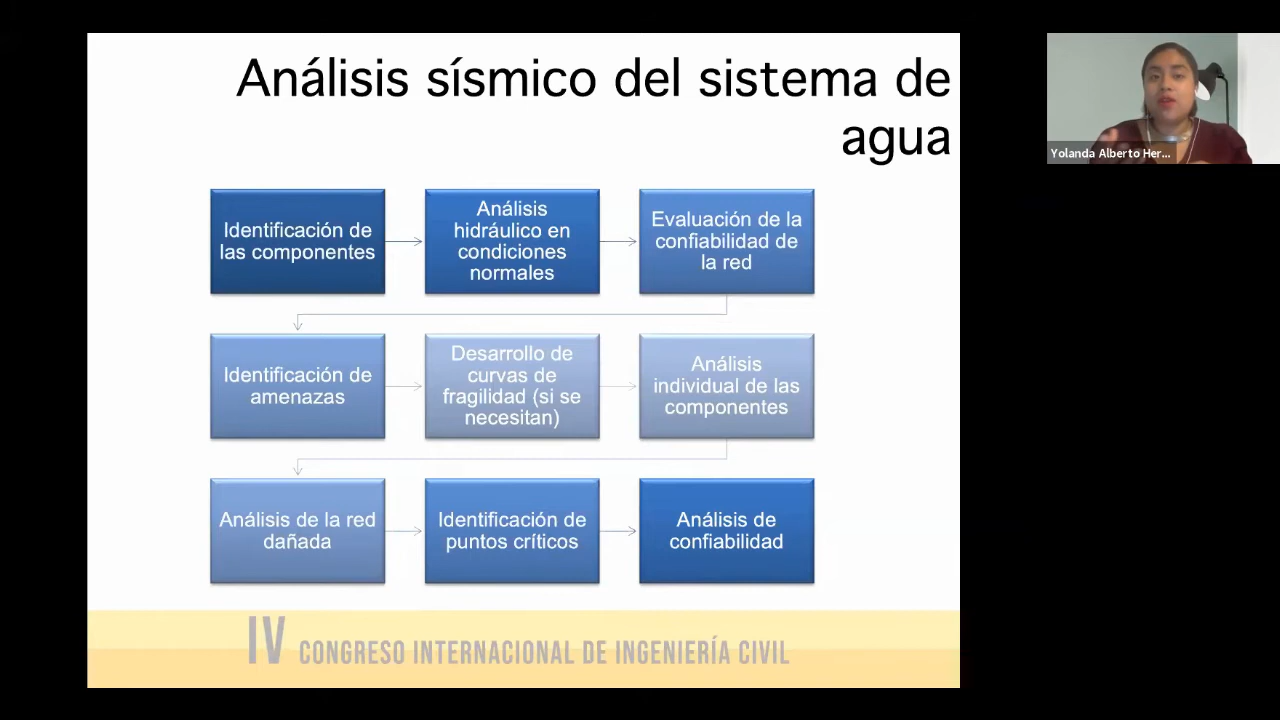 Análisis sísmico del sistema de
agua
Identificación de
las componentes
Análisis
hidráulico en
condiciones
normales
Evaluación de la
confiabilidad de
la red
Identificación de
amenazas
Desarrollo de
curvas de
fragilidad (si se
necesitan)
Análisis
individual de las
componentes
Análisis de la red
dañada
Identificación de
puntos críticos
Análisis de
confiabilidad
IV CONGRESO INTERNACIONAL DE INGENIERÍA CIVIL
Yolanda Alberto Her...